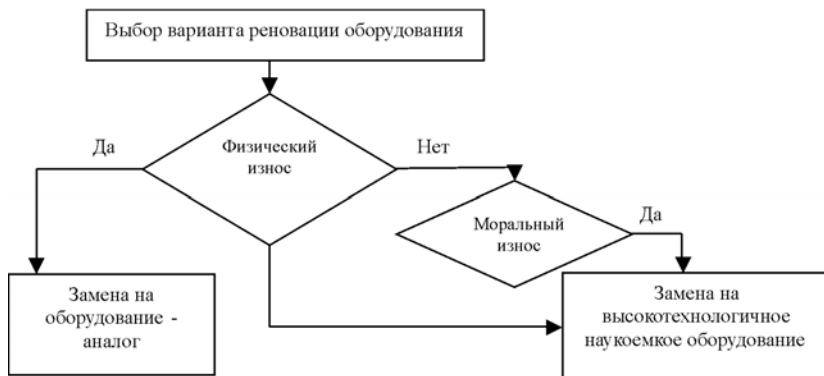 Выбор варианта реновации оборудования
Да
Физический
износ
Нет
Моральный
износ
Да
Замена на
оборудование -
аналог
Замена на
высокотехнологичное
наукоемкое оборудование